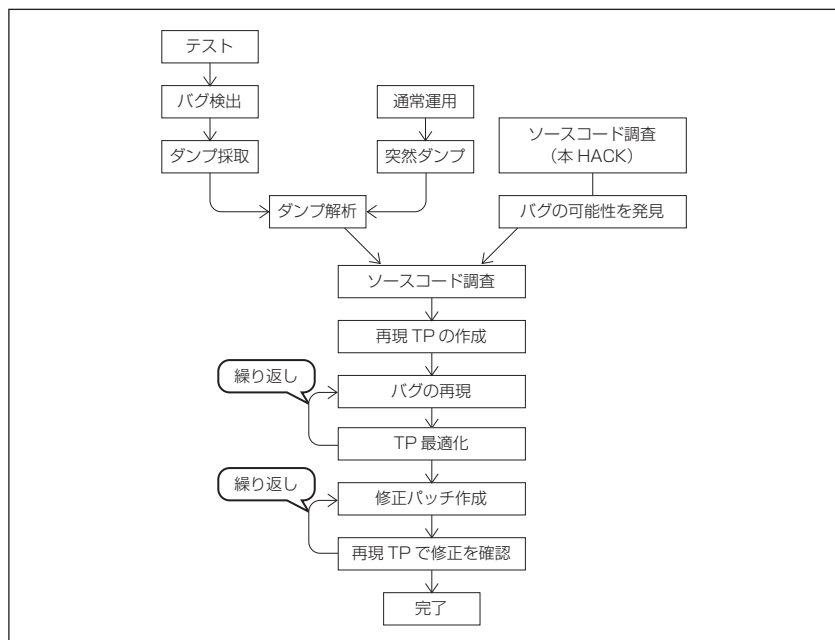 テスト
バグ検出
通常運用
ソースコード調査
（本 HACK）
ダンプ採取
突然ダンプ
ダンプ解析
バグの可能性を発見
ソースコード調査
再現 TP の作成
繰り返し
バグの再現
TP 最適化
繰り返し
修正パッチ作成
再現 TP で修正を確認
完了